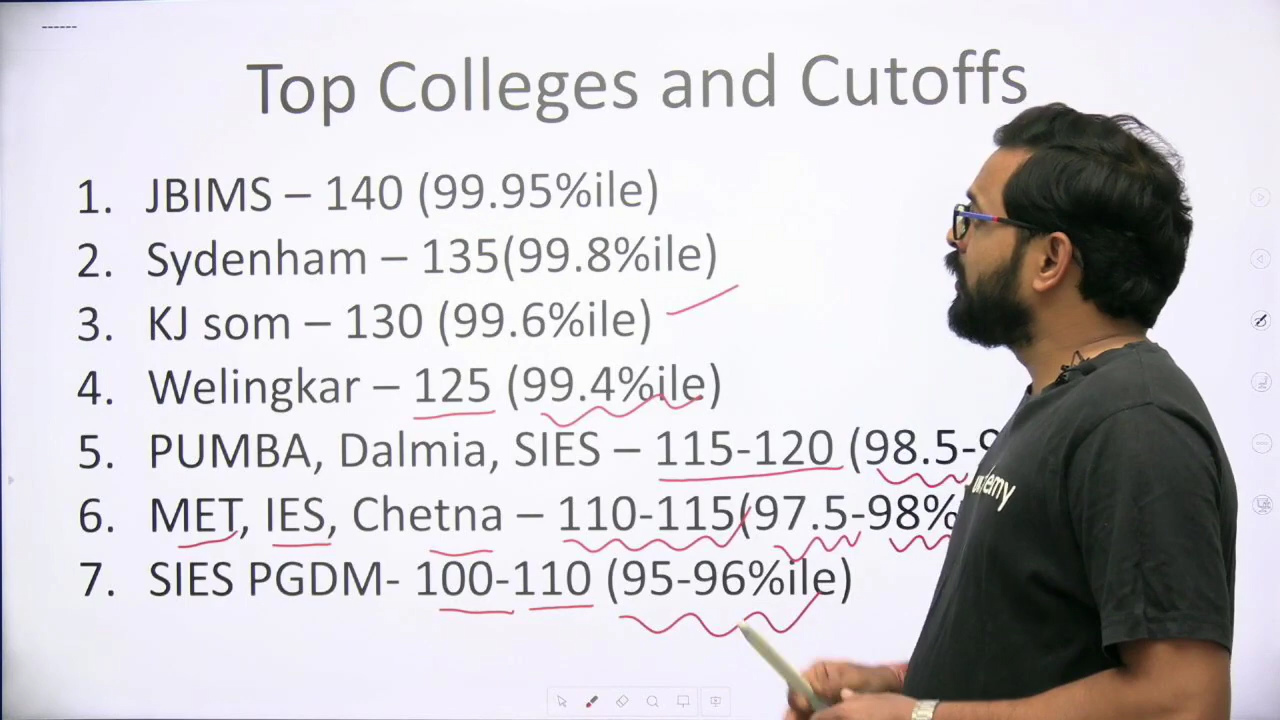 Top Colleges and Cutoffs
1. JBIMS – 140 (99.95%ile)
2. Sydenham – 135(99.8%ile)
3. KJ som – 130 (99.6%ile)
4. Welingkar – 125 (99.4%ile)
5. PUMBA, Dalmia, SIES – 115-120 (98.5-9
6. MET, IES, Chetna – 110-115(97.5-98%
7. SIES PGDM- 100-110 (95-96%ile)